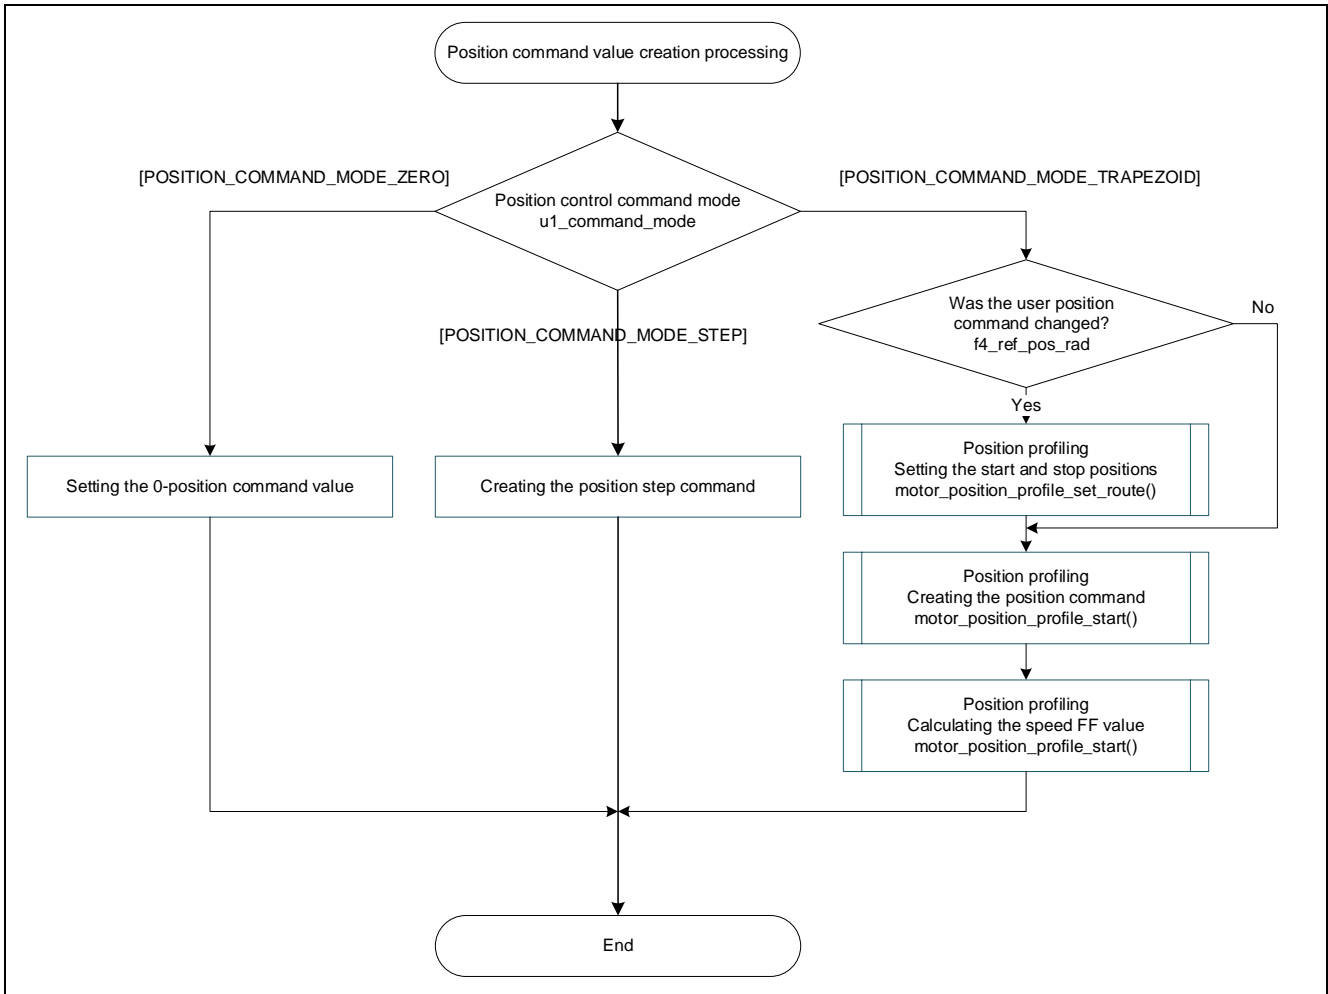 Position command value creation processing
[POSITION_COMMAND_MODE_ZERO]
[POSITION_COMMAND_MODE_TRAPEZOID]
Position control command mode
u1_command_mode
Was the user position
command changed?
f4_ref_pos_rad
No
[POSITION_COMMAND_MODE_STEP]
Yes
Setting the 0-position command value
Creating the position step command
Position profiling
Setting the start and stop positions
motor_position_profile_set_route()
Position profiling
Creating the position command
motor_position_profile_start()
Position profiling
Calculating the speed FF value
motor_position_profile_start()
End